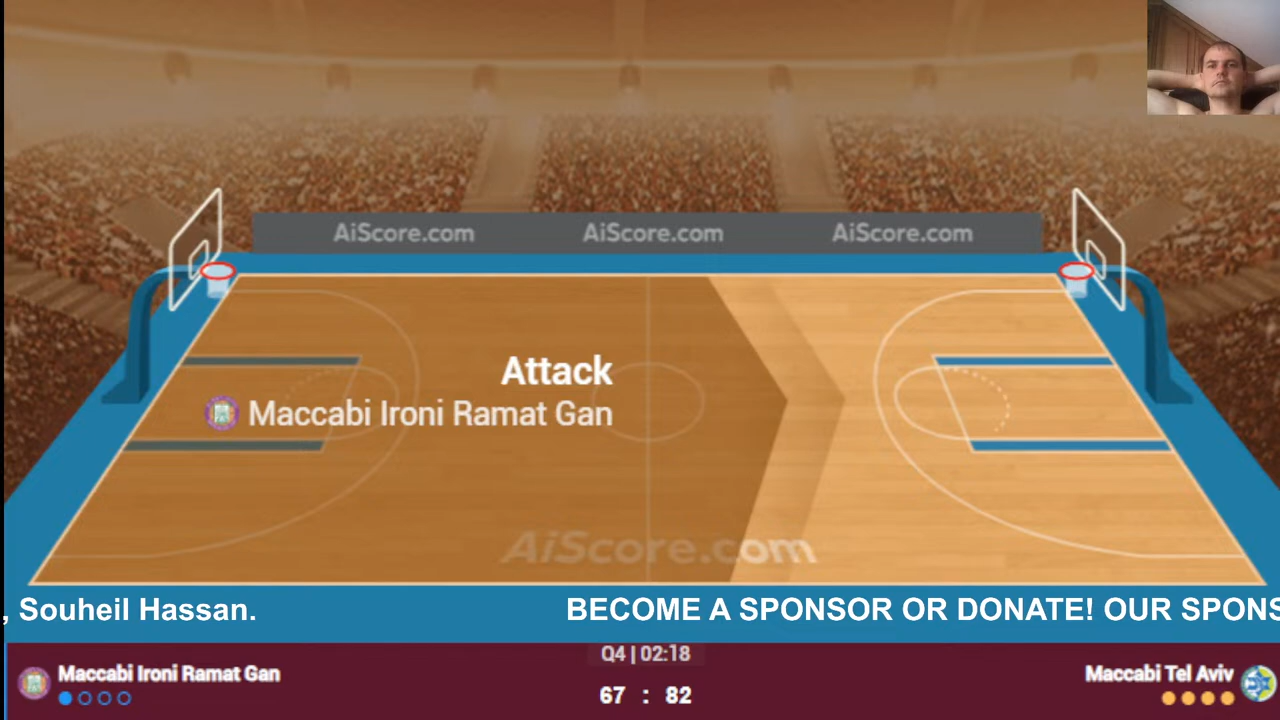 AiScore.com AiScore.com AiScore.com
Attack
Maccabi Ironi Ramat Gan
AiScore.com
, Souheil Hassan. BECOME A SPONSOR OR DONATE! OUR SPONS
Q4 | 02:18
Maccabi Ironi Ramat Gan 67 : 82 Maccabi Tel Aviv